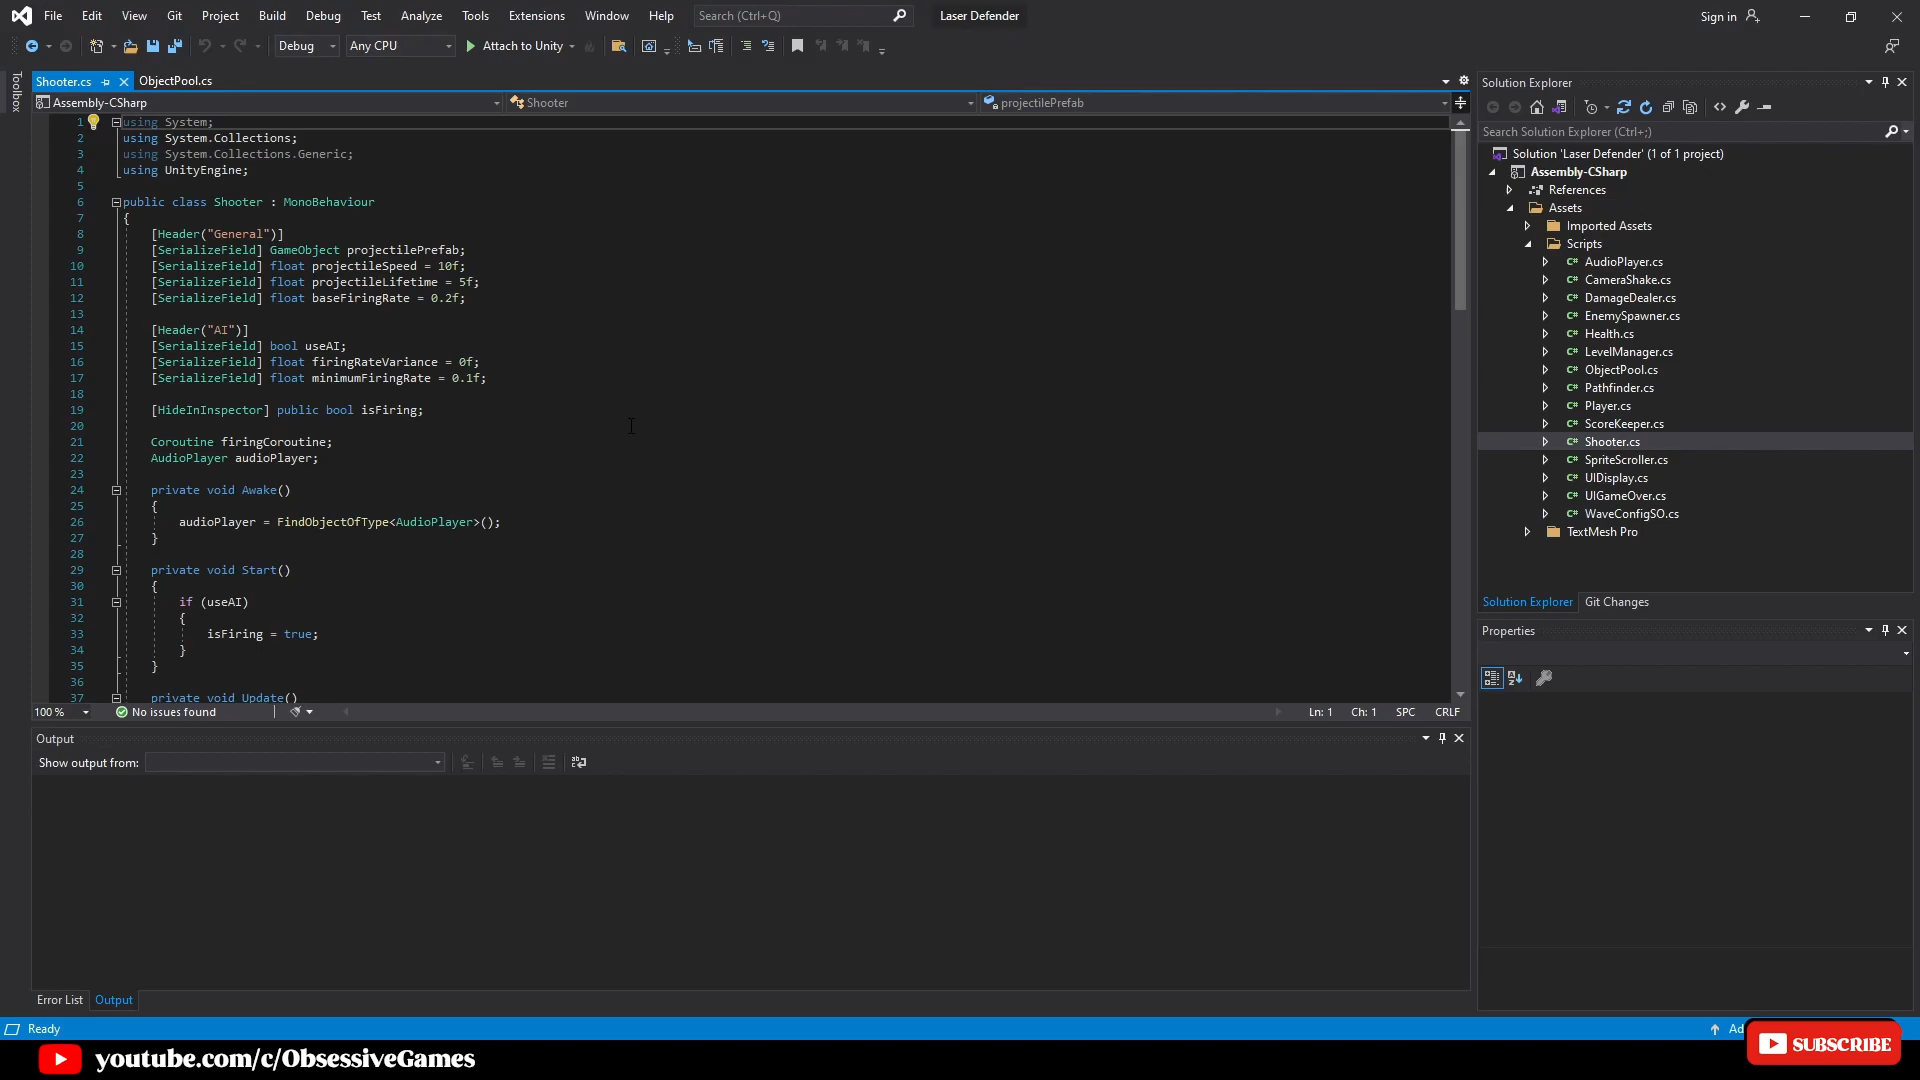 File Edit View Git Project Build Debug Test Analyze Tools Extensions Window Help Search (Ctrl+Q) Laser Defender Sign in
Debug Any CPU Attach to Unity
Toolbox
Shooter.cs ObjectPool.cs
Assembly-CSharp Shooter projectilePrefab
1 using System;
2 using System.Collections;
3 using System.Collections.Generic;
4 using UnityEngine;
5
6 public class Shooter : MonoBehaviour
7 {
8 [Header("General")]
9 [SerializeField] GameObject projectilePrefab;
10 [SerializeField] float projectileSpeed = 10f;
11 [SerializeField] float projectileLifetime = 5f;
12 [SerializeField] float baseFiringRate = 0.2f;
13
14 [Header("AI")]
15 [SerializeField] bool useAI;
16 [SerializeField] float firingRateVariance = 0f;
17 [SerializeField] float minimumFiringRate = 0.1f;
18
19 [HideInInspector] public bool isFiring;
20
21 Coroutine firingCoroutine;
22 AudioPlayer audioPlayer;
23
24 private void Awake()
25 {
26 audioPlayer = FindObjectOfType<AudioPlayer>();
27 }
28
29 private void Start()
30 {
31 if (useAI)
32 {
33 isFiring = true;
34 }
35 }
36
37 private void Update()
100 % No issues found Ln: 1 Ch: 1 SPC CRLF
Output
Show output from:
Error List Output
Solution Explorer
Search Solution Explorer (Ctrl+;)
Solution 'Laser Defender' (1 of 1 project)
Assembly-CSharp
References
Assets
Imported Assets
Scripts
C# AudioPlayer.cs
C# CameraShake.cs
C# DamageDealer.cs
C# EnemySpawner.cs
C# Health.cs
C# LevelManager.cs
C# ObjectPool.cs
C# Pathfinder.cs
C# Player.cs
C# ScoreKeeper.cs
C# Shooter.cs
C# SpriteScroller.cs
C# UIDisplay.cs
C# UIGameOver.cs
C# WaveConfigSO.cs
TextMesh Pro
Solution Explorer Git Changes
Properties
Ready Ad
youtube.com/c/ObsessiveGames SUBSCRIBE